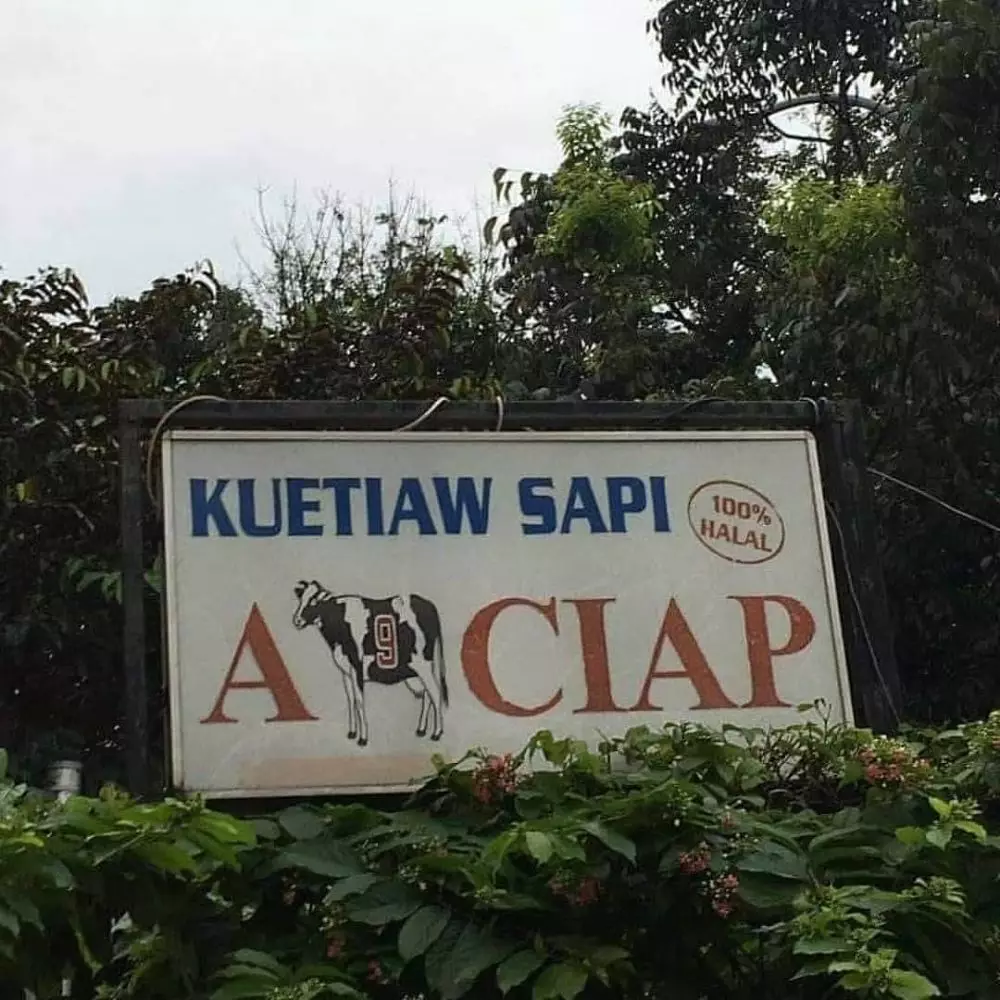 KUETIAW SAPI
100%
HALAL
A 9 CIAP